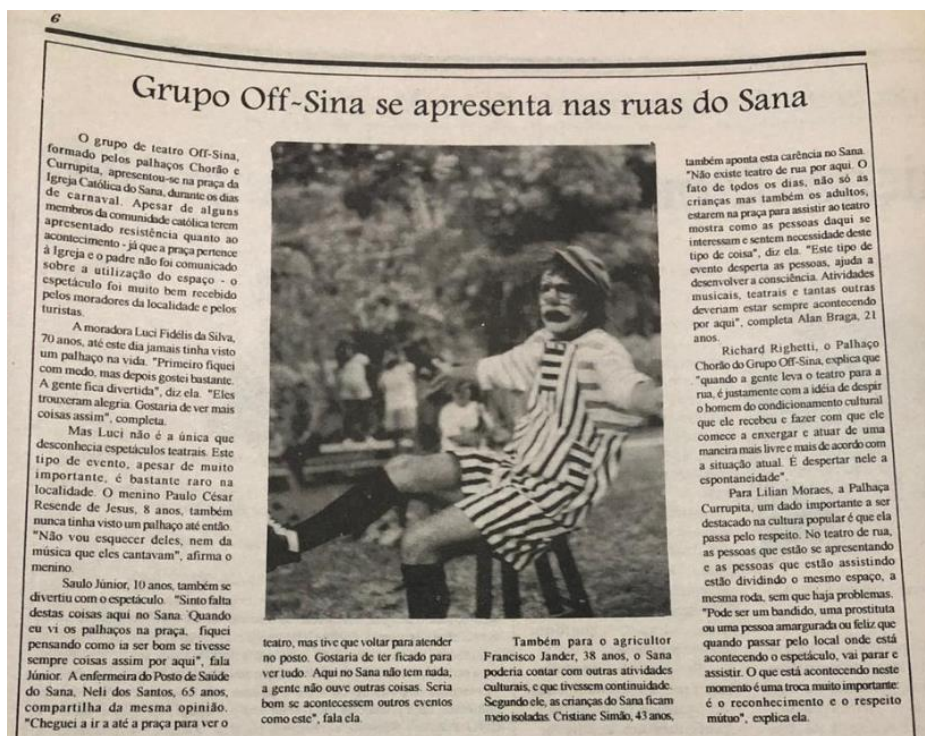 6
Grupo Off-Sina se apresenta nas ruas do Sana
O grupo de teatro Off-Sina,
formado pelos palhaços Chorão e
Currupita, apresentou-se na praça da
Igreja Católica do Sana, durante os dias
de carnaval. Apesar de alguns
membros da comunidade católica terem
apresentado resistência quanto ao
acontecimento - já que a praça pertence
à Igreja e o padre não foi comunicado
sobre a utilização do espaço - o
espetáculo foi muito bem recebido
pelos moradores da localidade e pelos
turistas.
A moradora Luci Fidélis da Silva,
70 anos, até este dia jamais tinha visto
um palhaço na vida. "Primeiro fiquei
com medo, mas depois gostei bastante.
A gente fica divertida", diz ela. "Eles
trouxeram alegria. Gostaria de ver mais
coisas assim", completa.
Mas Luci não é a única que
desconhecia espetáculos teatrais. Este
tipo de evento, apesar de muito
importante, é bastante raro na
localidade. O menino Paulo César
Resende de Jesus, 8 anos, também
nunca tinha visto um palhaço até então.
"Não vou esquecer deles, nem da
música que eles cantavam", afirma o
menino.
Saulo Júnior, 10 anos, também se
divertiu com o espetáculo. "Sinto falta
destas coisas aqui no Sana. Quando
eu vi os palhaços na praça, fiquei
pensando como ia ser bom se tivesse
sempre coisas assim por aqui", fala
Júnior. A enfermeira do Posto de Saúde
do Sana, Neli dos Santos, 65 anos,
compartilha da mesma opinião.
"Cheguei a ir a até a praça para ver o
teatro, mas tive que voltar para atender
no posto. Gostaria de ter ficado para
ver tudo. Aqui no Sana não tem nada,
a gente não ouve outras coisas. Seria
bom se acontecessem outros eventos
como este", fala ela.
Também para o agricultor
Francisco Jander, 38 anos, o Sana
poderia contar com outras atividades
culturais, e que tivessem continuidade.
Segundo ele, as crianças do Sana ficam
meio isoladas. Cristiane Simão, 43 anos,
também aponta esta carência no Sana.
"Não existe teatro de rua por aqui. O
fato de todos os dias, não só as
crianças mas também os adultos,
estarem na praça para assistir ao teatro
mostra como as pessoas daqui se
interessam e sentem necessidade deste
tipo de coisa", diz ela. "Este tipo de
evento desperta as pessoas, ajuda a
desenvolver a consciência. Atividades
musicais, teatrais e tantas outras
deveriam estar sempre acontecendo
por aqui", completa Alan Braga, 21
anos.
Richard Righetti, o Palhaço
Chorão do Grupo Off-Sina, explica que
"quando a gente leva o teatro para a
rua, é justamente com a idéia de despir
o homem do condicionamento cultural
que ele recebeu e fazer com que ele
comece a enxergar e atuar de uma
maneira mais livre e mais de acordo com
a situação atual. É despertar nele a
espontaneidade".
Para Lilian Moraes, a Palhaça
Currupita, um dado importante a ser
destacado na cultura popular é que ela
passa pelo respeito. No teatro de rua,
as pessoas que estão se apresentando
e as pessoas que estão assistindo
estão dividindo o mesmo espaço, a
mesma roda, sem que haja problemas.
"Pode ser um bandido, uma prostituta
ou uma pessoa amargurada ou feliz que
quando passar pelo local onde está
acontecendo o espetáculo, vai parar e
assistir. O que está acontecendo neste
momento é uma troca muito importante:
é o reconhecimento e o respeito
mútuo", explica ela.